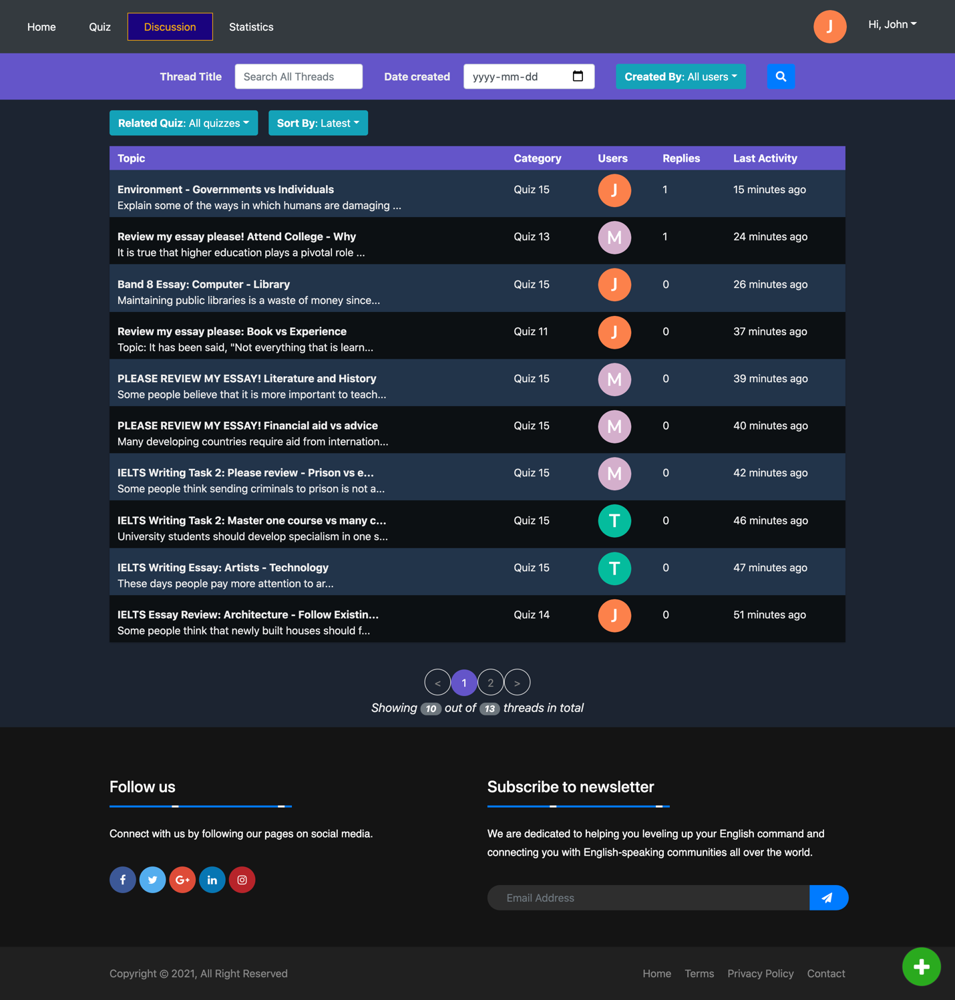 Home Quiz Discussion Statistics J Hi, John
Thread Title Search All Threads Date created yyyy-mm-dd Created By: All users
Related Quiz: All quizzes Sort By: Latest
Topic Category Users Replies Last Activity
Environment - Governments vs Individuals Quiz 15 J 1 15 minutes ago
Explain some of the ways in which humans are damaging ...
Review my essay please! Attend College - Why Quiz 13 M 1 24 minutes ago
It is true that higher education plays a pivotal role ...
Band 8 Essay: Computer - Library Quiz 15 J 0 26 minutes ago
Maintaining public libraries is a waste of money since...
Review my essay please: Book vs Experience Quiz 11 J 0 37 minutes ago
Topic: It has been said, "Not everything that is learn...
PLEASE REVIEW MY ESSAY! Literature and History Quiz 15 M 0 39 minutes ago
Some people believe that it is more important to teach...
PLEASE REVIEW MY ESSAY! Financial aid vs advice Quiz 15 M 0 40 minutes ago
Many developing countries require aid from internation...
IELTS Writing Task 2: Please review - Prison vs e... Quiz 15 M 0 42 minutes ago
Some people think sending criminals to prison is not a...
IELTS Writing Task 2: Master one course vs many c... Quiz 15 T 0 46 minutes ago
University students should develop specialism in one s...
IELTS Writing Essay: Artists - Technology Quiz 15 T 0 47 minutes ago
These days people pay more attention to ar...
IELTS Essay Review: Architecture - Follow Existin... Quiz 14 J 0 51 minutes ago
Some people think that newly built houses should f...
< 1 2 >
Showing 10 out of 13 threads in total
Follow us
Connect with us by following our pages on social media.
f G+ in
Subscribe to newsletter
We are dedicated to helping you leveling up your English command and
connecting you with English-speaking communities all over the world.
Email Address
Copyright © 2021, All Right Reserved Home Terms Privacy Policy Contact